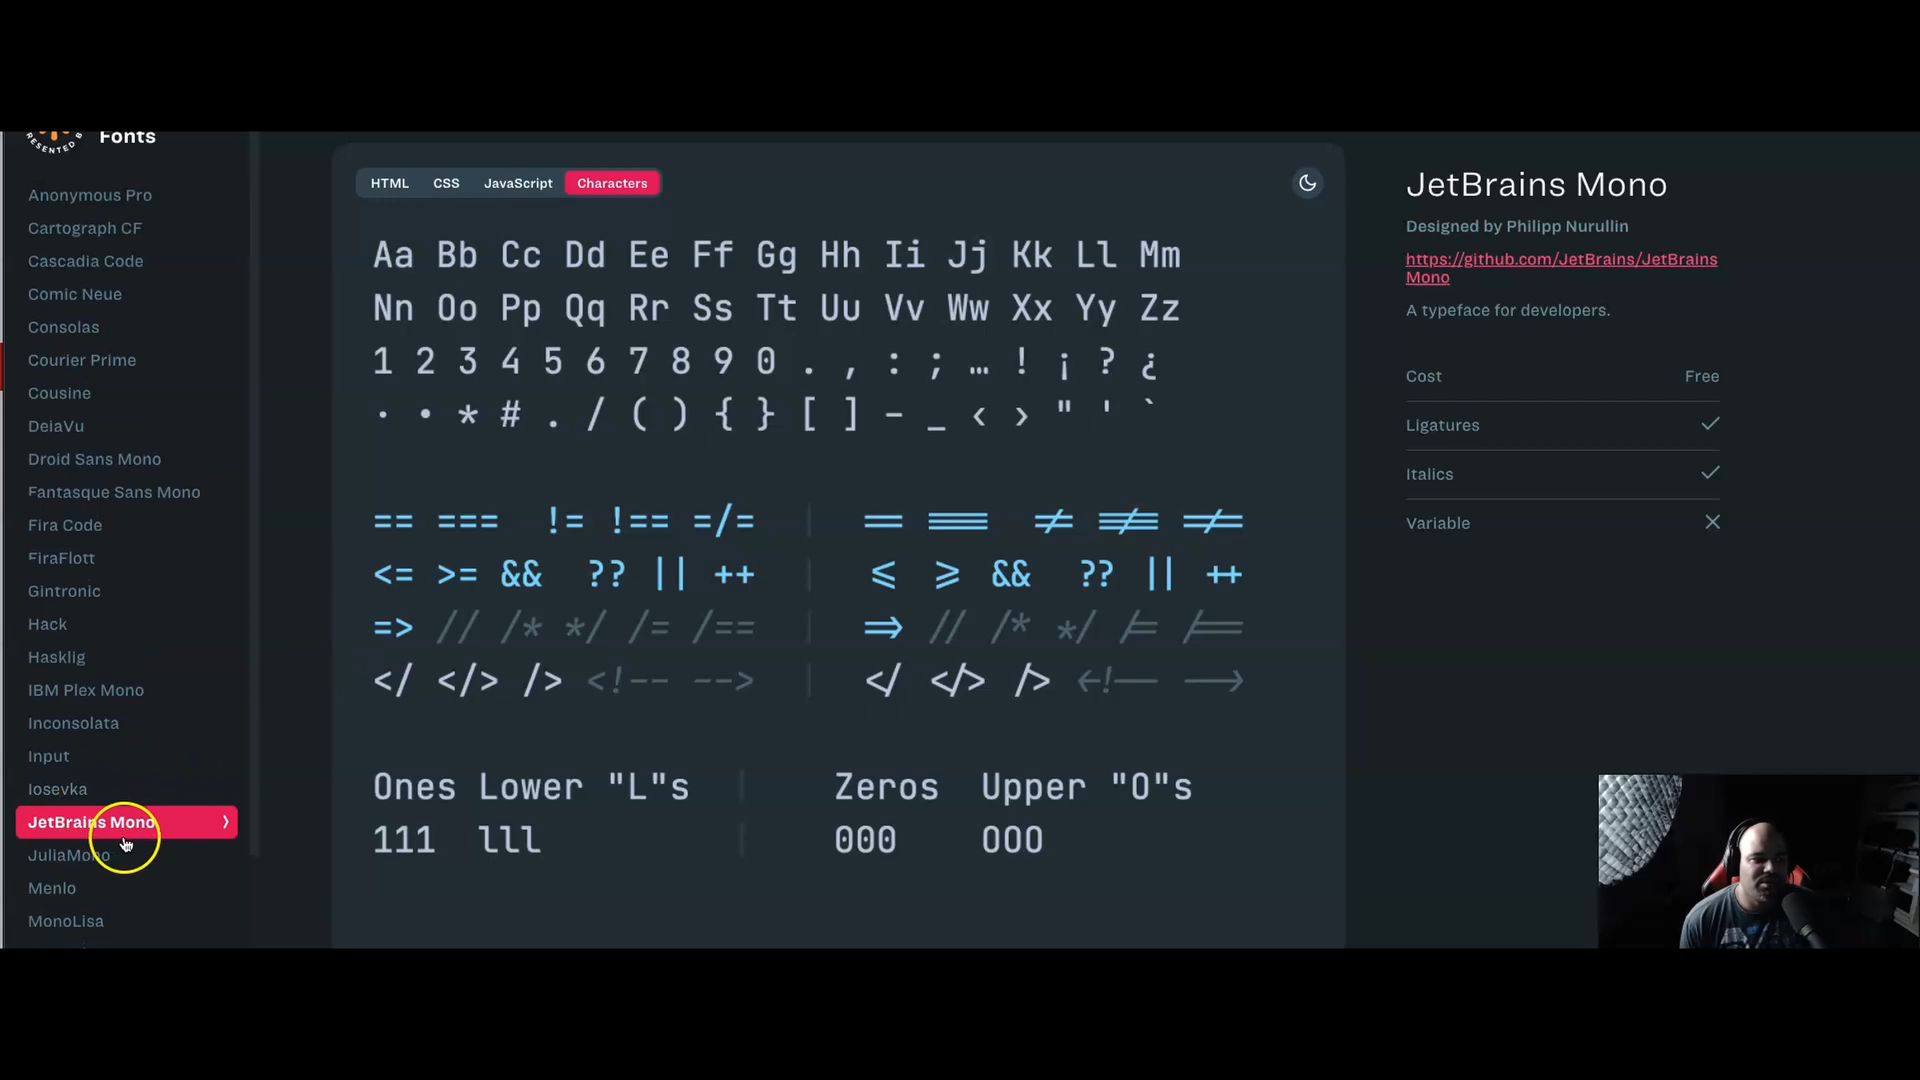 RESENTED B
Fonts
Anonymous Pro
Cartograph CF
Cascadia Code
Comic Neue
Consolas
Courier Prime
Cousine
DejaVu
Droid Sans Mono
Fantasque Sans Mono
Fira Code
FiraFlott
Gintronic
Hack
Hasklig
IBM Plex Mono
Inconsolata
Input
Iosevka
JetBrains Mono
JuliaMono
Menlo
MonoLisa
HTML CSS JavaScript Characters
Aa Bb Cc Dd Ee Ff Gg Hh Ii Jj Kk Ll Mm
Nn Oo Pp Qq Rr Ss Tt Uu Vv Ww Xx Yy Zz
1 2 3 4 5 6 7 8 9 0 . , : ; … ! ¡ ? ¿
· • * # . / ( ) { } [ ] - _ ‹ › " ' `
== === != !== =/= | == === != !== =/=
<= >= && ?? || ++ | <= >= && ?? || ++
=> // /* */ /= /== | => // /* */ /= /==
</ </> /> <!-- --> | </ </> /> <!-- -->
Ones Lower "L"s | Zeros Upper "O"s
111 lll | 000 OOO
JetBrains Mono
Designed by Philipp Nurullin
https://github.com/JetBrains/JetBrains
Mono
A typeface for developers.
Cost Free
Ligatures ✓
Italics ✓
Variable ✕